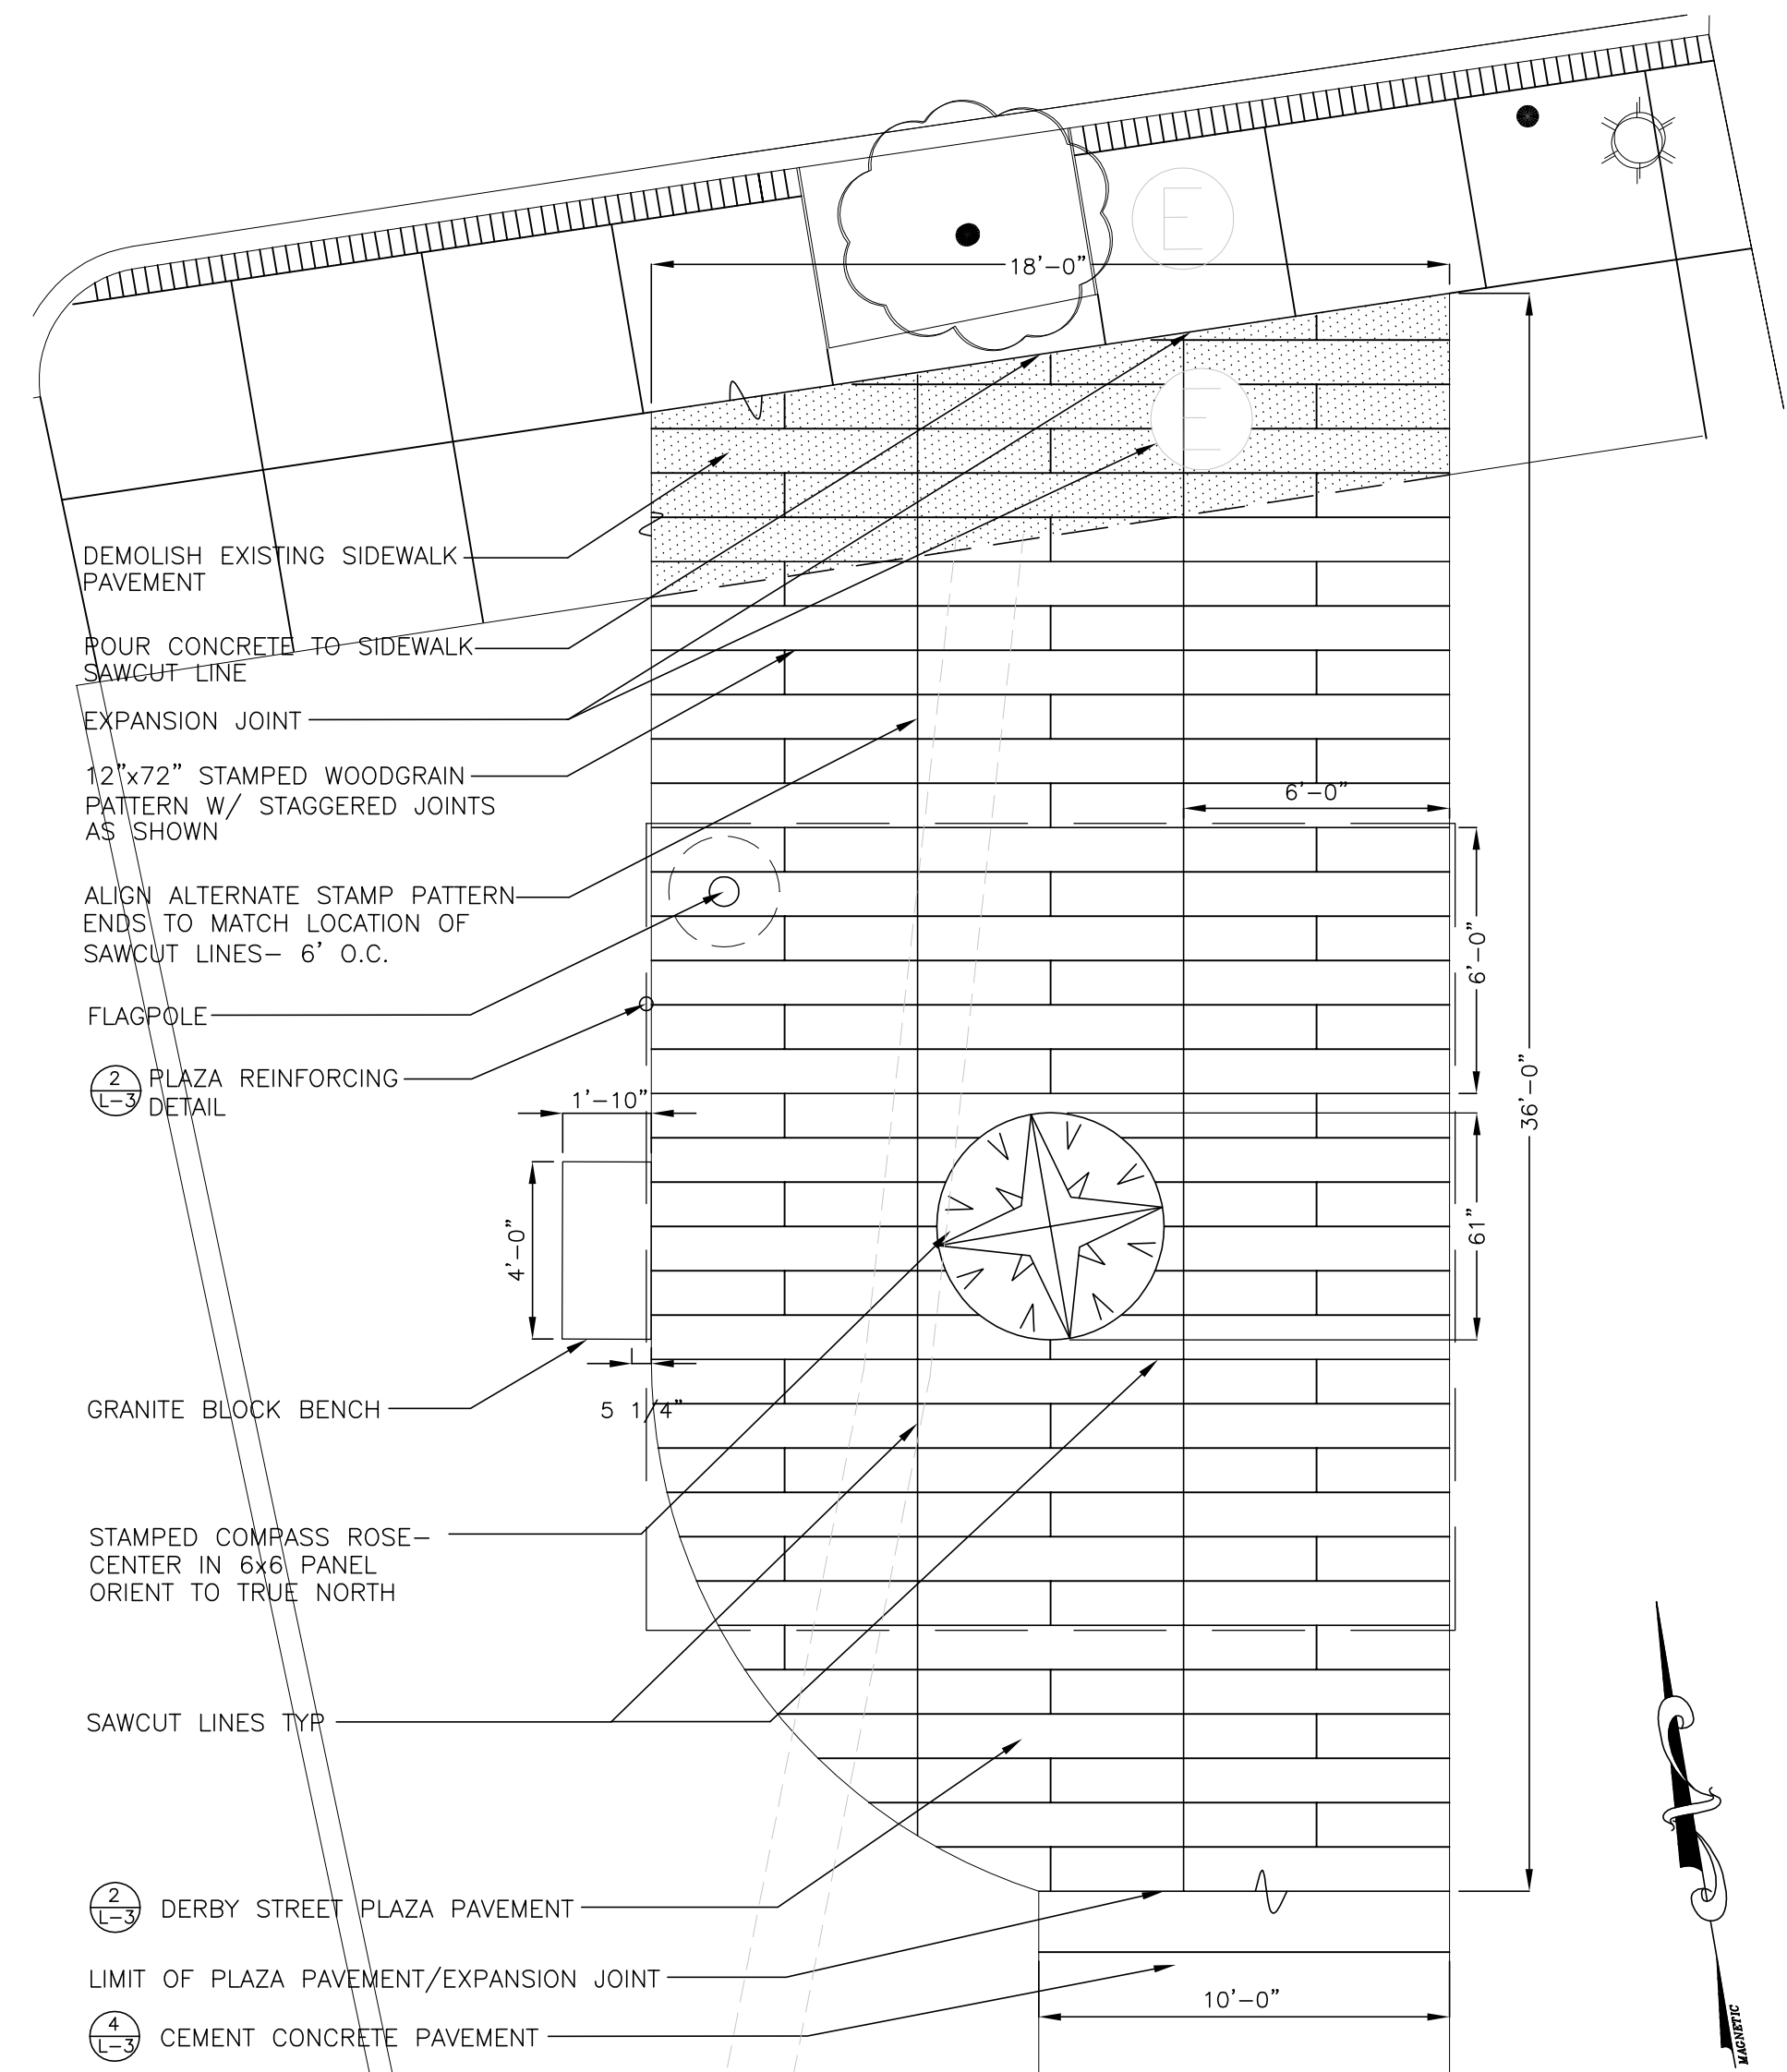 E
18'-0"
E
DEMOLISH EXISTING SIDEWALK
PAVEMENT
POUR CONCRETE TO SIDEWALK
SAWCUT LINE
EXPANSION JOINT
12"x72" STAMPED WOODGRAIN
PATTERN W/ STAGGERED JOINTS
AS SHOWN
6'-0"
ALIGN ALTERNATE STAMP PATTERN
ENDS TO MATCH LOCATION OF
SAWCUT LINES– 6' O.C.
6'-0"
FLAGPOLE
2
L-3
PLAZA REINFORCING
DETAIL
1'-10"
36'-0"
4'-0"
61"
GRANITE BLOCK BENCH
5 1/4"
STAMPED COMPASS ROSE–
CENTER IN 6x6 PANEL
ORIENT TO TRUE NORTH
SAWCUT LINES TYP
2
L-3
DERBY STREET PLAZA PAVEMENT
LIMIT OF PLAZA PAVEMENT/EXPANSION JOINT
10'-0"
4
L-3
CEMENT CONCRETE PAVEMENT
MAGNETIC